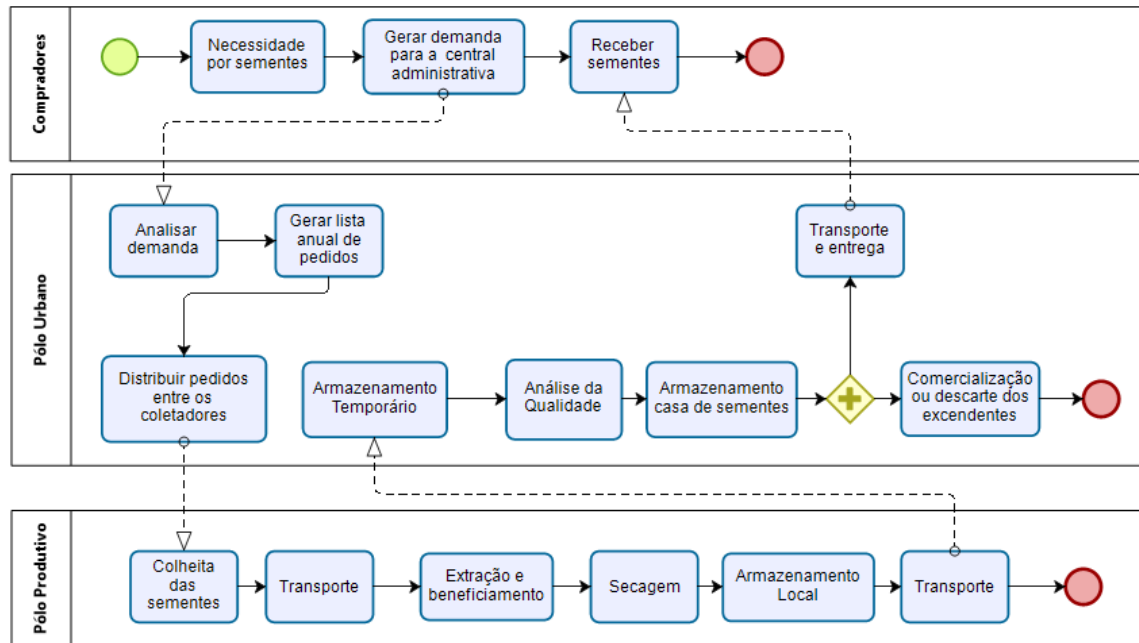 Compradores
Necessidade
por sementes
Gerar demanda
para a central
administrativa
Receber
sementes
Pólo Urbano
Analisar
demanda
Gerar lista
anual de
pedidos
Transporte
e entrega
Distribuir pedidos
entre os
coletadores
Armazenamento
Temporário
Análise da
Qualidade
Armazenamento
casa de sementes
Comercialização
ou descarte dos
excendentes
Pólo Produtivo
Colheita
das
sementes
Transporte
Extração e
beneficiamento
Secagem
Armazenamento
Local
Transporte